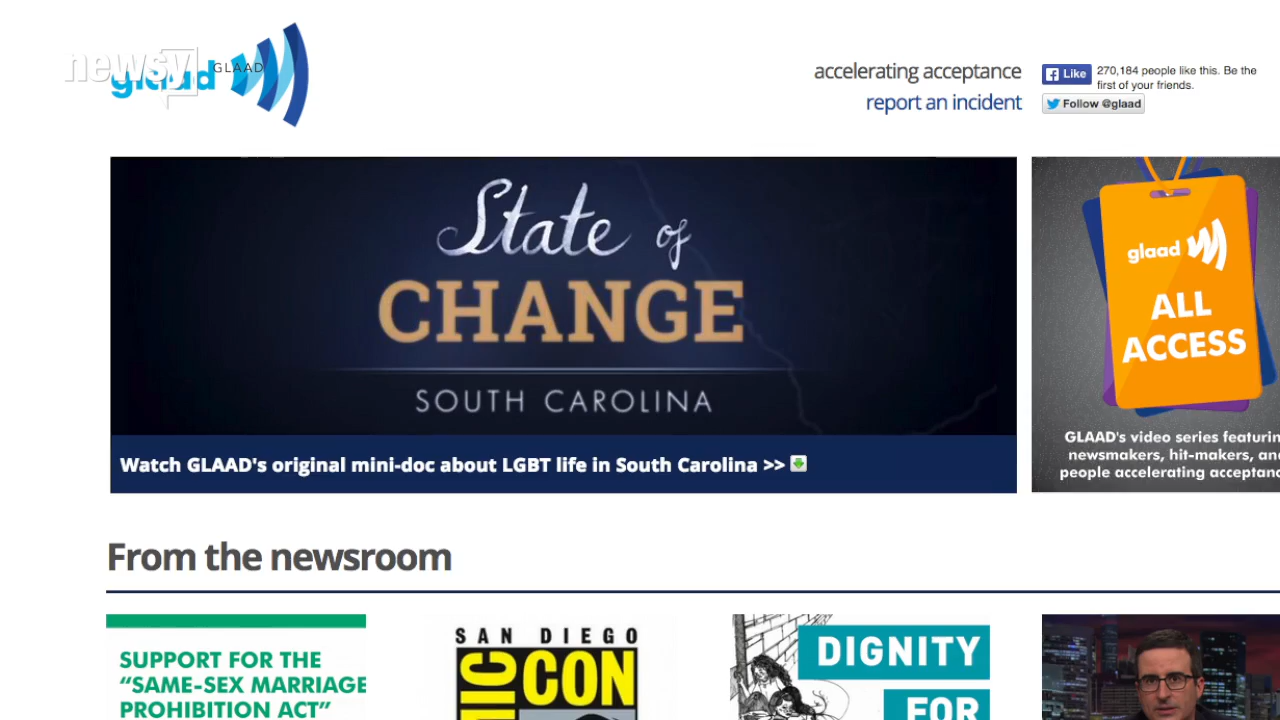 newsy
glaad
GLAAD
accelerating acceptance
report an incident
Like
270,184 people like this. Be the
first of your friends.
Follow @glaad
State of
CHANGE
SOUTH CAROLINA
Watch GLAAD's original mini-doc about LGBT life in South Carolina >>
glaad
ALL
ACCESS
GLAAD's video series featurin
newsmakers, hit-makers, an
people accelerating acceptanc
From the newsroom
SUPPORT FOR THE
“SAME-SEX MARRIAGE
PROHIBITION ACT”
SAN DIEGO
MIC
CON
DIGNITY
FOR